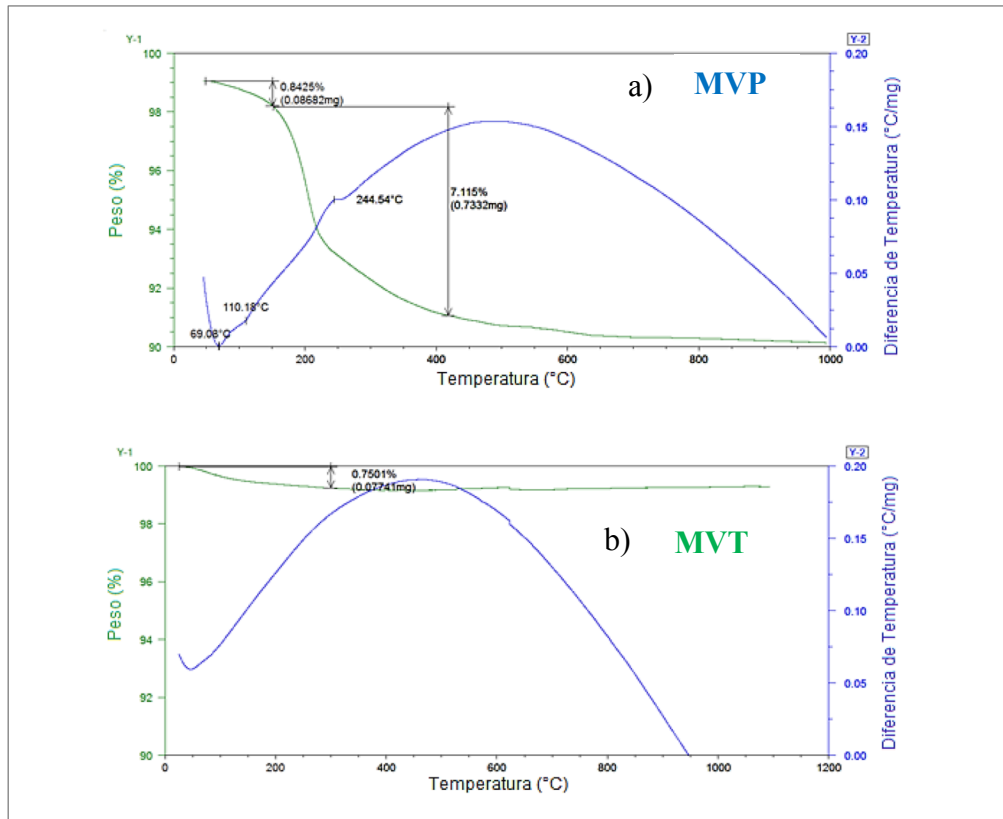 Y-1
Y-2
100
98
96
94
92
90
Peso (%)
0.8425%
(0.08682mg)
a) MVP
7.115%
(0.7332mg)
244.54°C
110.18°C
69.08°C
0.20
0.15
0.10
0.05
0.00
Diferencia de Temperatura (°C/mg)
0 200 400 600 800 1000
Temperatura (°C)
Y-1
Y-2
100
98
96
94
92
90
Peso (%)
0.7501%
(0.07741mg)
b) MVT
0.20
0.15
0.10
0.05
0.00
Diferencia de Temperatura (°C/mg)
0 200 400 600 800 1000 1200
Temperatura (°C)